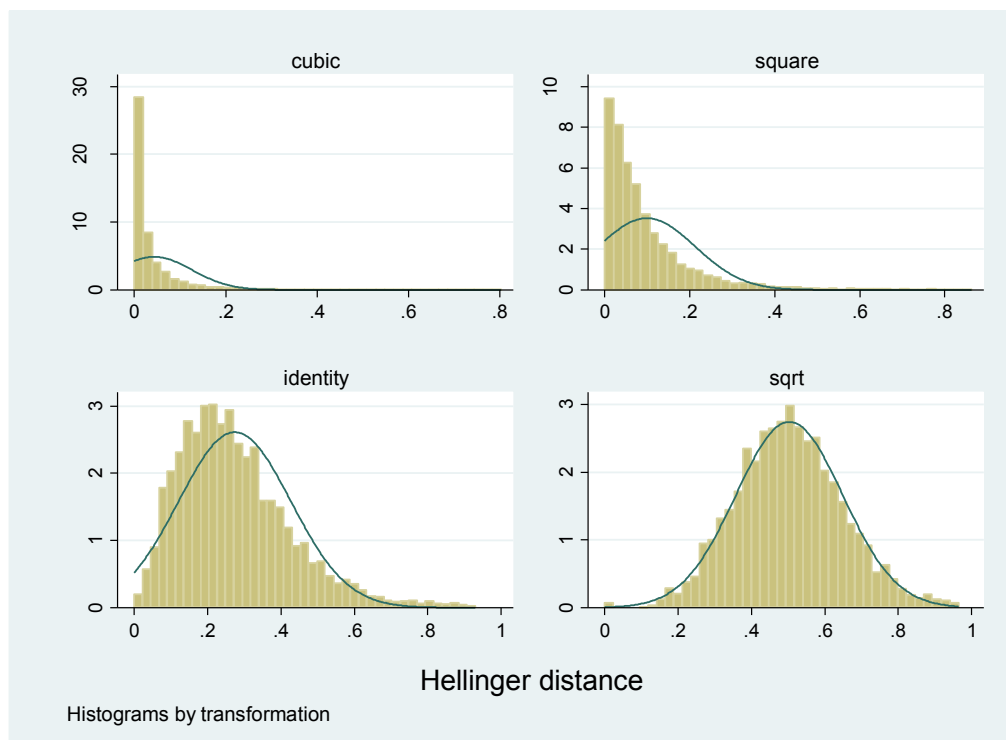 cubic
30
20
10
0
0 .2 .4 .6 .8
square
10
8
6
4
2
0
0 .2 .4 .6 .8
identity
3
2
1
0
0 .2 .4 .6 .8 1
sqrt
3
2
1
0
0 .2 .4 .6 .8 1
Hellinger distance
Histograms by transformation